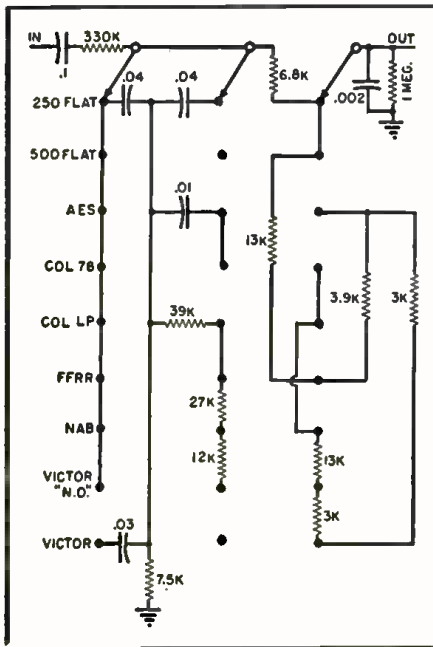 IN
.1
330K
OUT
.04
.04
6.8K
.002
1 MEG.
250 FLAT
500 FLAT
AES
.01
13K
COL 78
3.9K
3K
39K
COL LP
FFRR
27K
NAB
12K
13K
VICTOR
"N.O."
3K
VICTOR
.03
7.5K